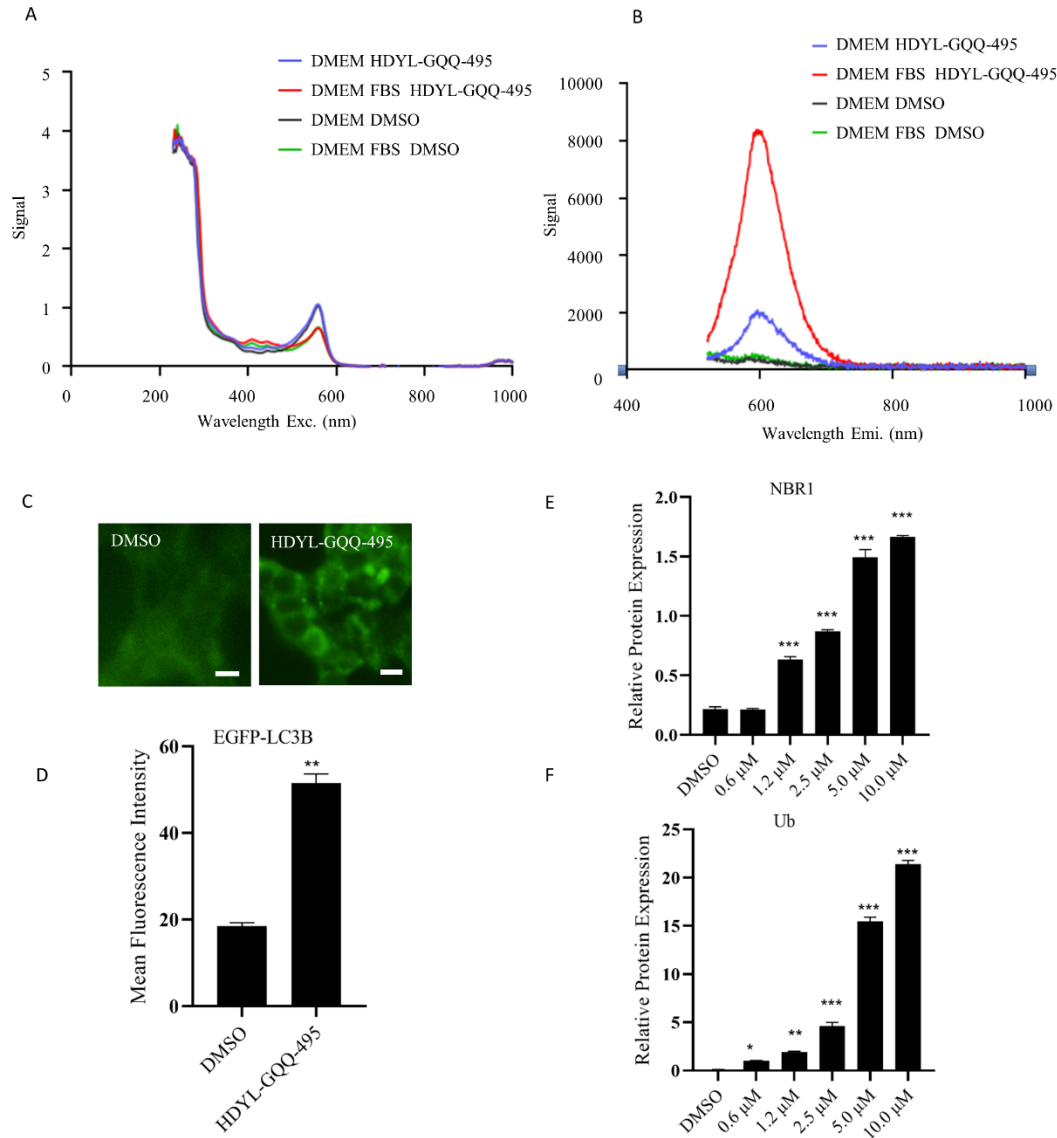 A
DMEM HDYL-GQQ-495
DMEM FBS HDYL-GQQ-495
DMEM DMSO
DMEM FBS DMSO
5
4
3
2
1
0
Signal
0
200
400
600
800
1000
Wavelength Exc. (nm)
B
DMEM HDYL-GQQ-495
DMEM FBS HDYL-GQQ-495
DMEM DMSO
DMEM FBS DMSO
10000
8000
6000
4000
2000
0
Signal
400
600
800
1000
Wavelength Emi. (nm)
C
DMSO
HDYL-GQQ-495
D
EGFP-LC3B
60
40
20
0
Mean Fluorescence Intensity
**
DMSO
HDYL-GQQ-495
E
NBR1
2.0
1.5
1.0
0.5
0.0
Relative Protein Expression
***
***
***
***
DMSO
0.6 μM
1.2 μM
2.5 μM
5.0 μM
10.0 μM
F
Ub
25
20
15
10
5
0
Relative Protein Expression
*
**
***
***
***
DMSO
0.6 μM
1.2 μM
2.5 μM
5.0 μM
10.0 μM